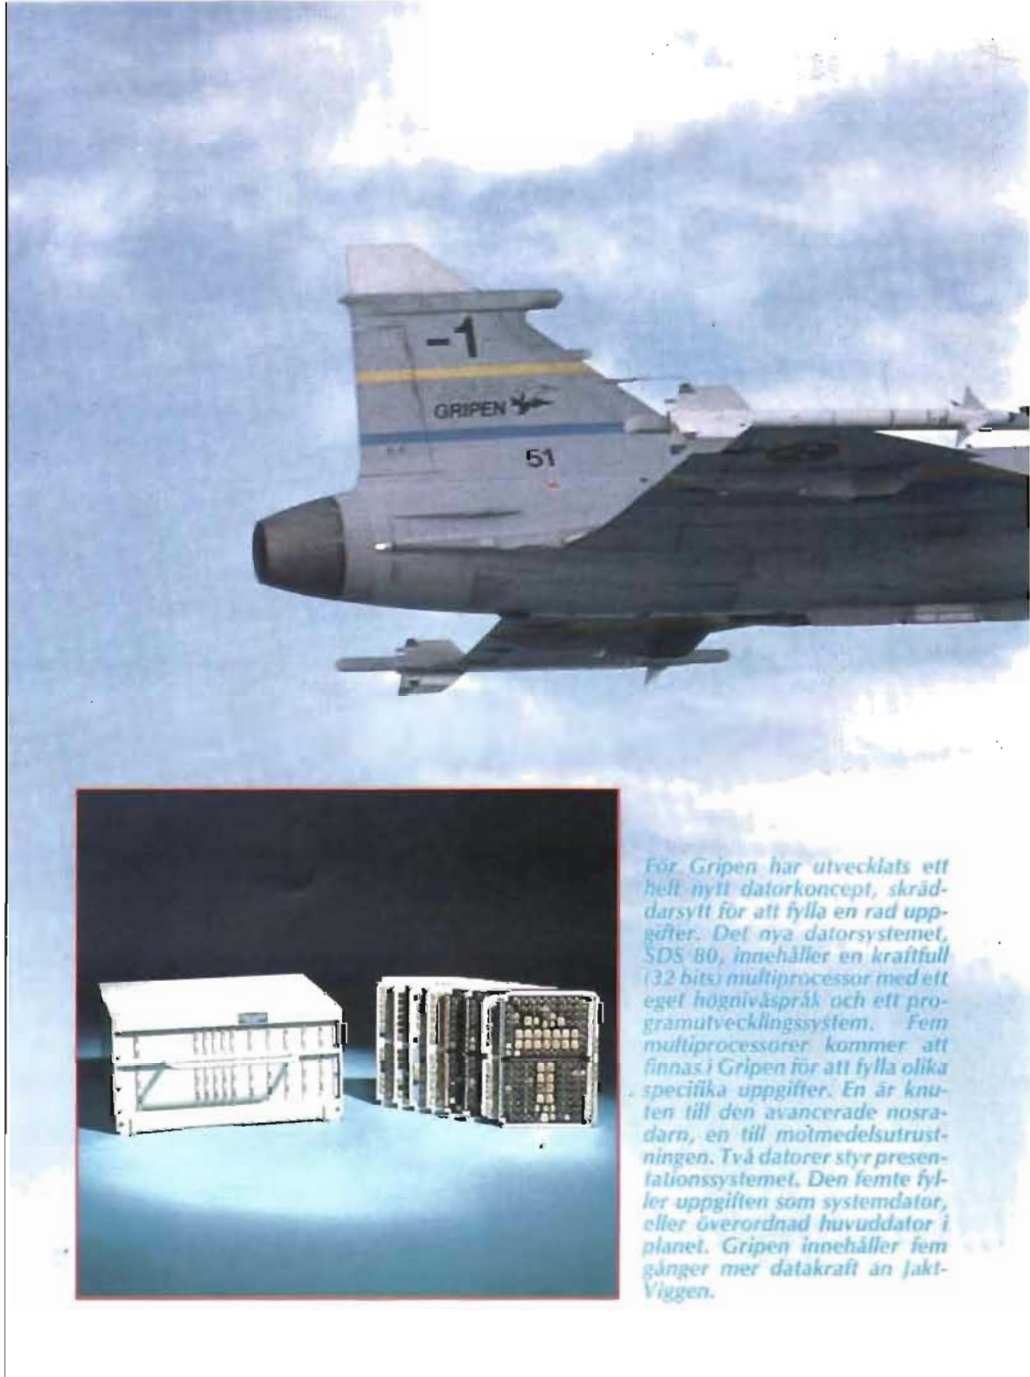 -1
GRIPEN
51
För Gripen har utvecklats ett
helt nytt datorkoncept, skräd-
darsytt för att fylla en rad upp-
gifter. Det nya datorsystemet,
SDS 80, innehåller en kraftfull
(32 bits) multiprocessor med ett
eget högnivåspråk och ett pro-
gramutvecklingssystem. Fem
multiprocessorer kommer att
finnas i Gripen för att fylla olika
specifika uppgifter. En är knu-
ten till den avancerade nosra-
darn, en till motmedelsutrust-
ningen. Två datorer styr presen-
tationssystemet. Den femte fyl-
ler uppgiften som systemdator,
eller överordnad huvuddator i
planet. Gripen innehåller fem
gånger mer datakraft än Jakt-
Viggen.